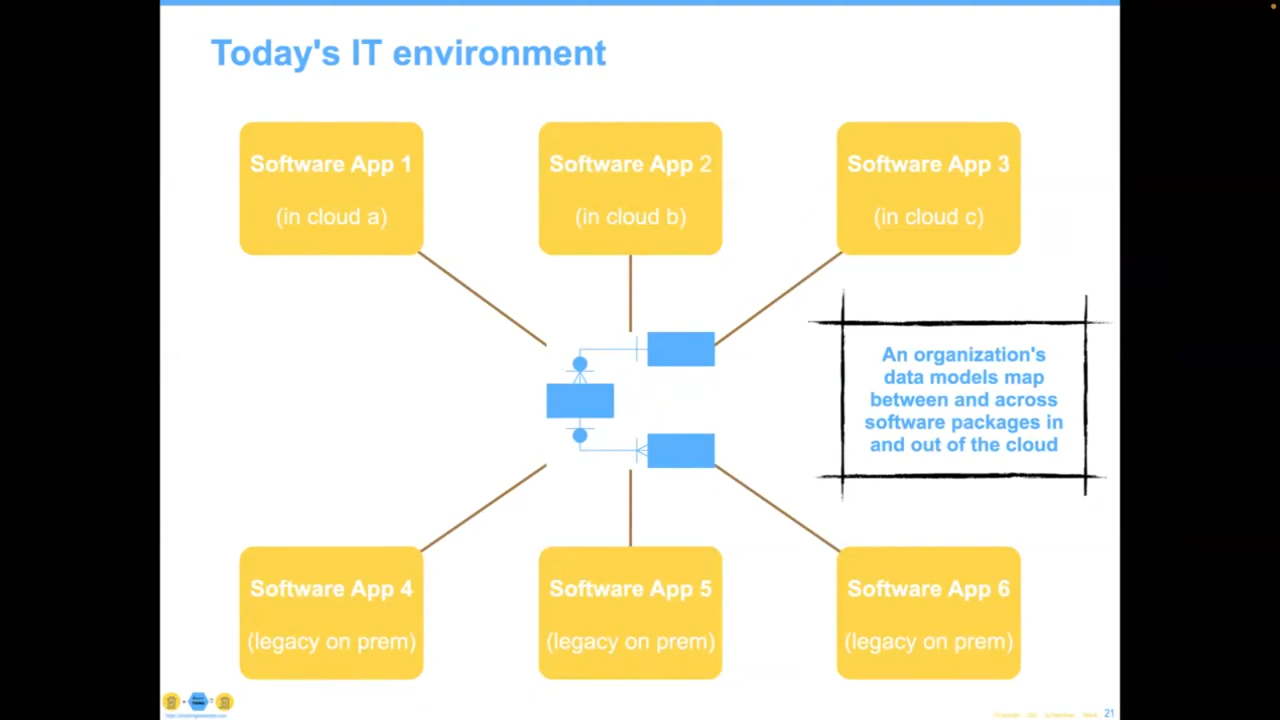 Today's IT environment
Software App 1
(in cloud a)
Software App 2
(in cloud b)
Software App 3
(in cloud c)
An organization's
data models map
between and across
software packages in
and out of the cloud
Software App 4
(legacy on prem)
Software App 5
(legacy on prem)
Software App 6
(legacy on prem)
21